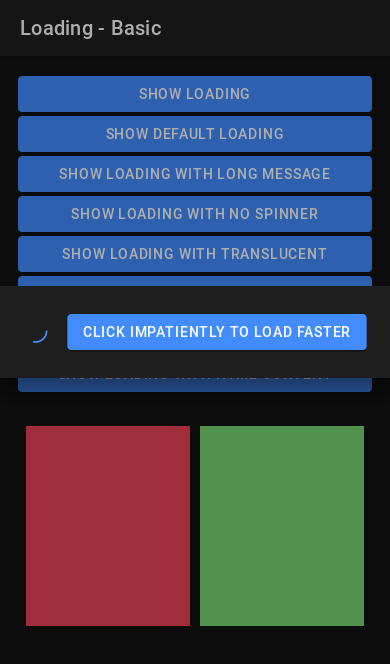 Loading - Basic
SHOW LOADING
SHOW DEFAULT LOADING
SHOW LOADING WITH LONG MESSAGE
SHOW LOADING WITH NO SPINNER
SHOW LOADING WITH TRANSLUCENT
CLICK IMPATIENTLY TO LOAD FASTER